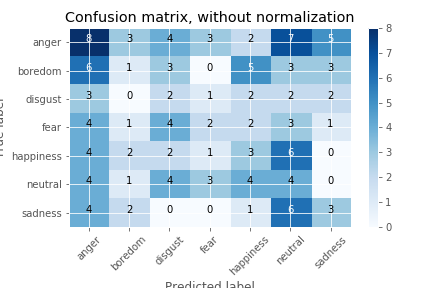 Confusion matrix, without normalization
anger 8 3 4 3 2 7 5
boredom 6 1 3 0 5 3 3
disgust 3 0 2 1 2 2 2
fear 4 1 4 2 2 3 1
happiness 4 2 2 1 3 6 0
neutral 4 1 4 3 4 4 0
sadness 4 2 0 0 1 6 3
anger boredom disgust fear happiness neutral sadness
Predicted label
True label
8
7
6
5
4
3
2
1
0